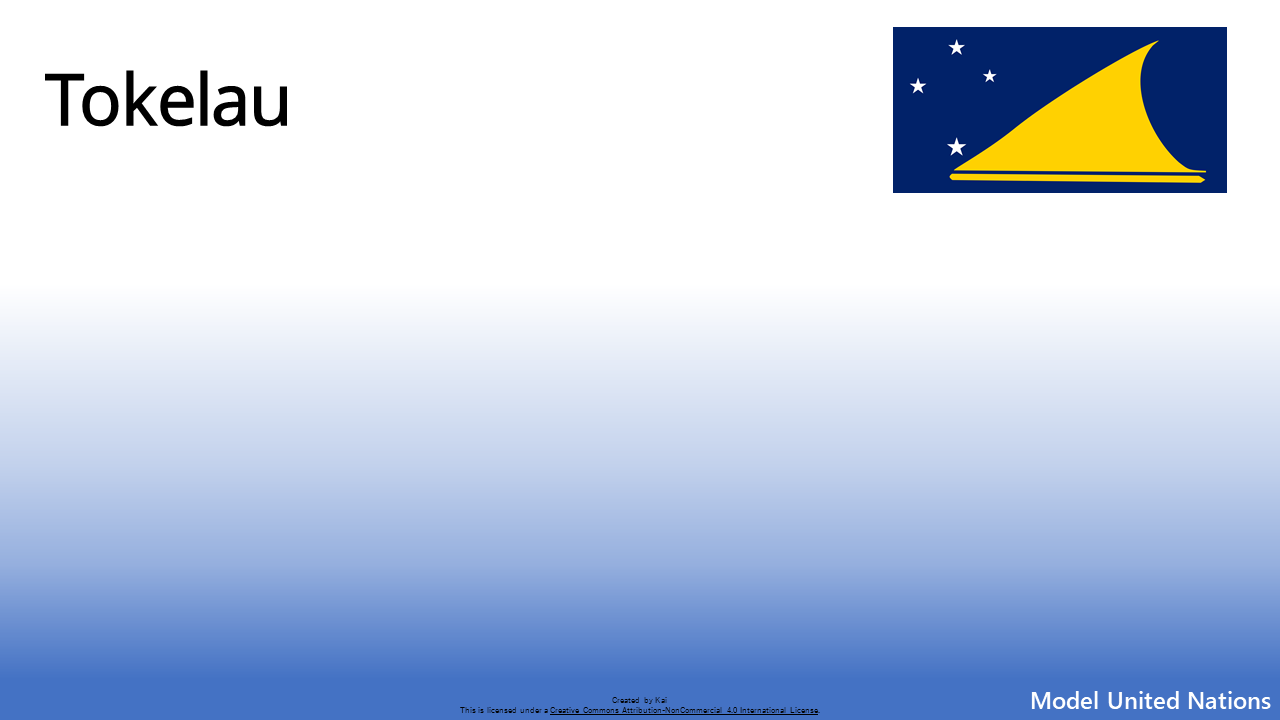 Tokelau
Created by Kai
This is licensed under a Creative Commons Attribution-NonCommercial 4.0 International License.
Model United Nations